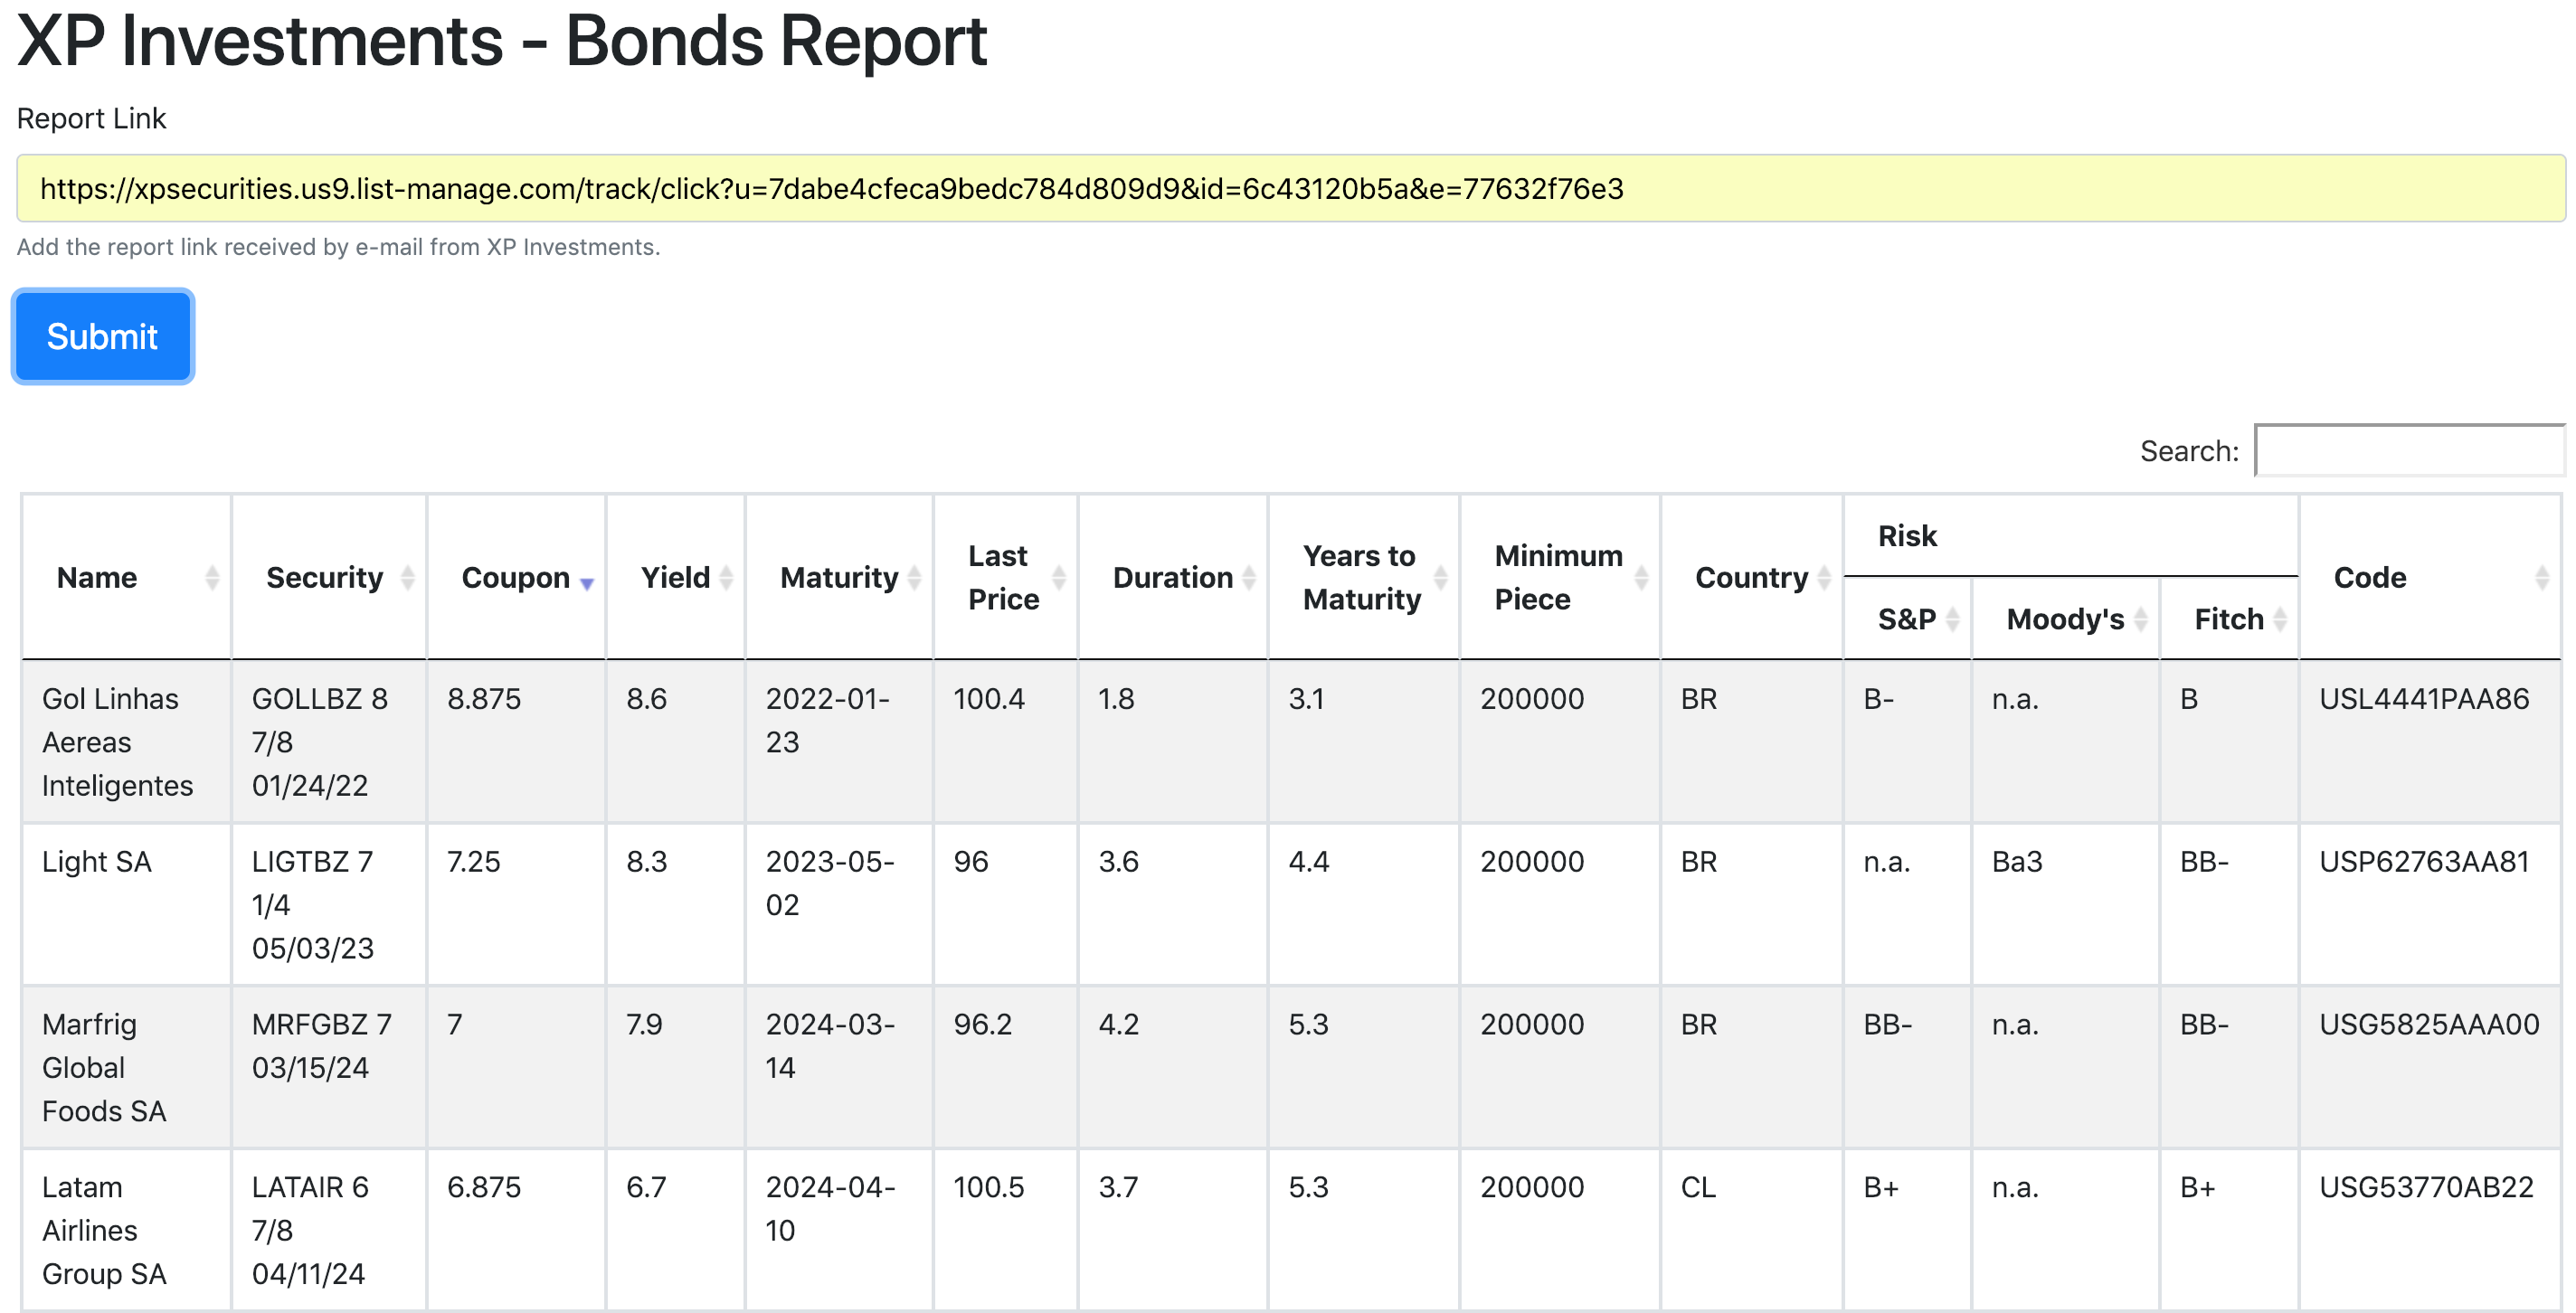 XP Investments - Bonds Report
Report Link
https://xpsecurities.us9.list-manage.com/track/click?u=7dabe4cfeca9bedc784d809d9&id=6c43120b5a&e=77632f76e3
Add the report link received by e-mail from XP Investments.
Submit
Search:
Name Security Coupon Yield Maturity Last Price Duration Years to Maturity Minimum Piece Country Risk Code
S&P Moody's Fitch
Gol Linhas GOLLBZ 8 8.875 8.6 2022-01- 100.4 1.8 3.1 200000 BR B- n.a. B USL4441PAA86
Aereas 7/8 23
Inteligentes 01/24/22
Light SA LIGTBZ 7 7.25 8.3 2023-05- 96 3.6 4.4 200000 BR n.a. Ba3 BB- USP62763AA81
1/4 02
05/03/23
Marfrig MRFGBZ 7 7 7.9 2024-03- 96.2 4.2 5.3 200000 BR BB- n.a. BB- USG5825AAA00
Global 03/15/24 14
Foods SA
Latam LATAIR 6 6.875 6.7 2024-04- 100.5 3.7 5.3 200000 CL B+ n.a. B+ USG53770AB22
Airlines 7/8 10
Group SA 04/11/24